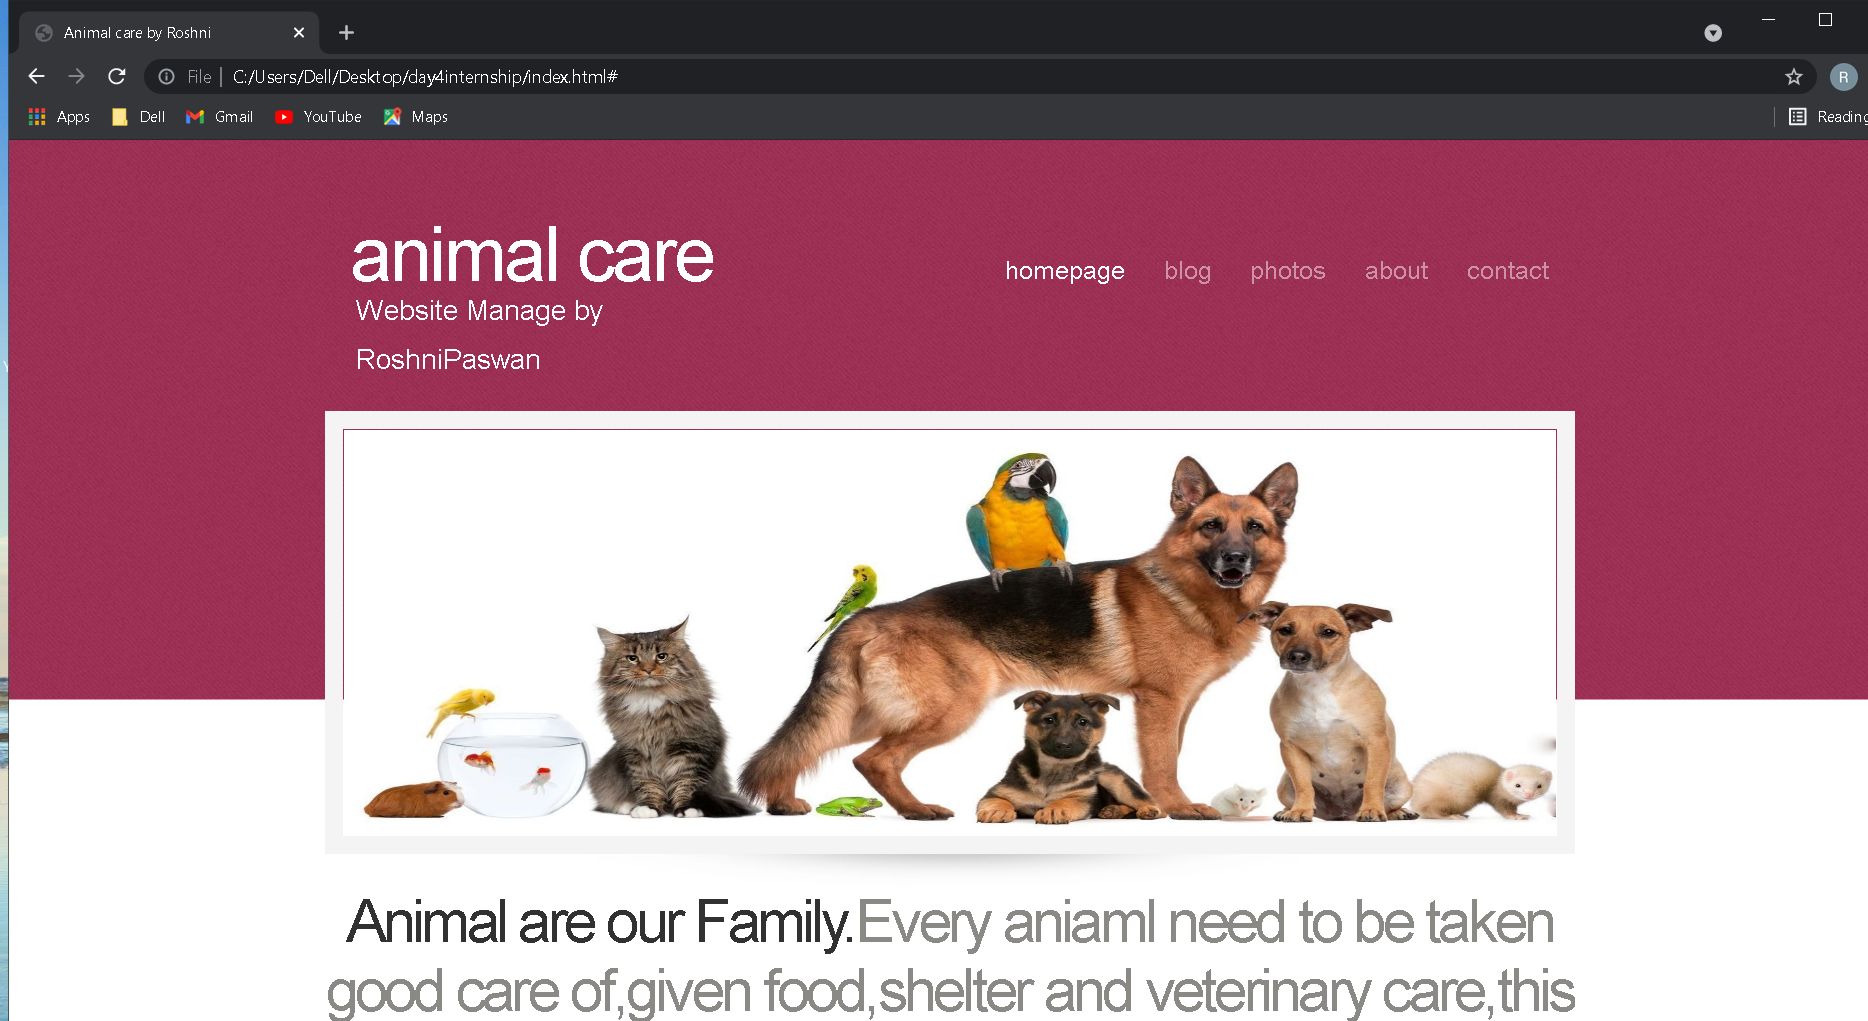 Animal care by Roshni
File | C:/Users/Dell/Desktop/day4internship/index.html#
R
Apps Dell Gmail YouTube Maps Reading
animal care
Website Manage by
RoshniPaswan
homepage blog photos about contact
Animal are our Family.Every aniaml need to be taken
good care of,given food,shelter and veterinary care,this